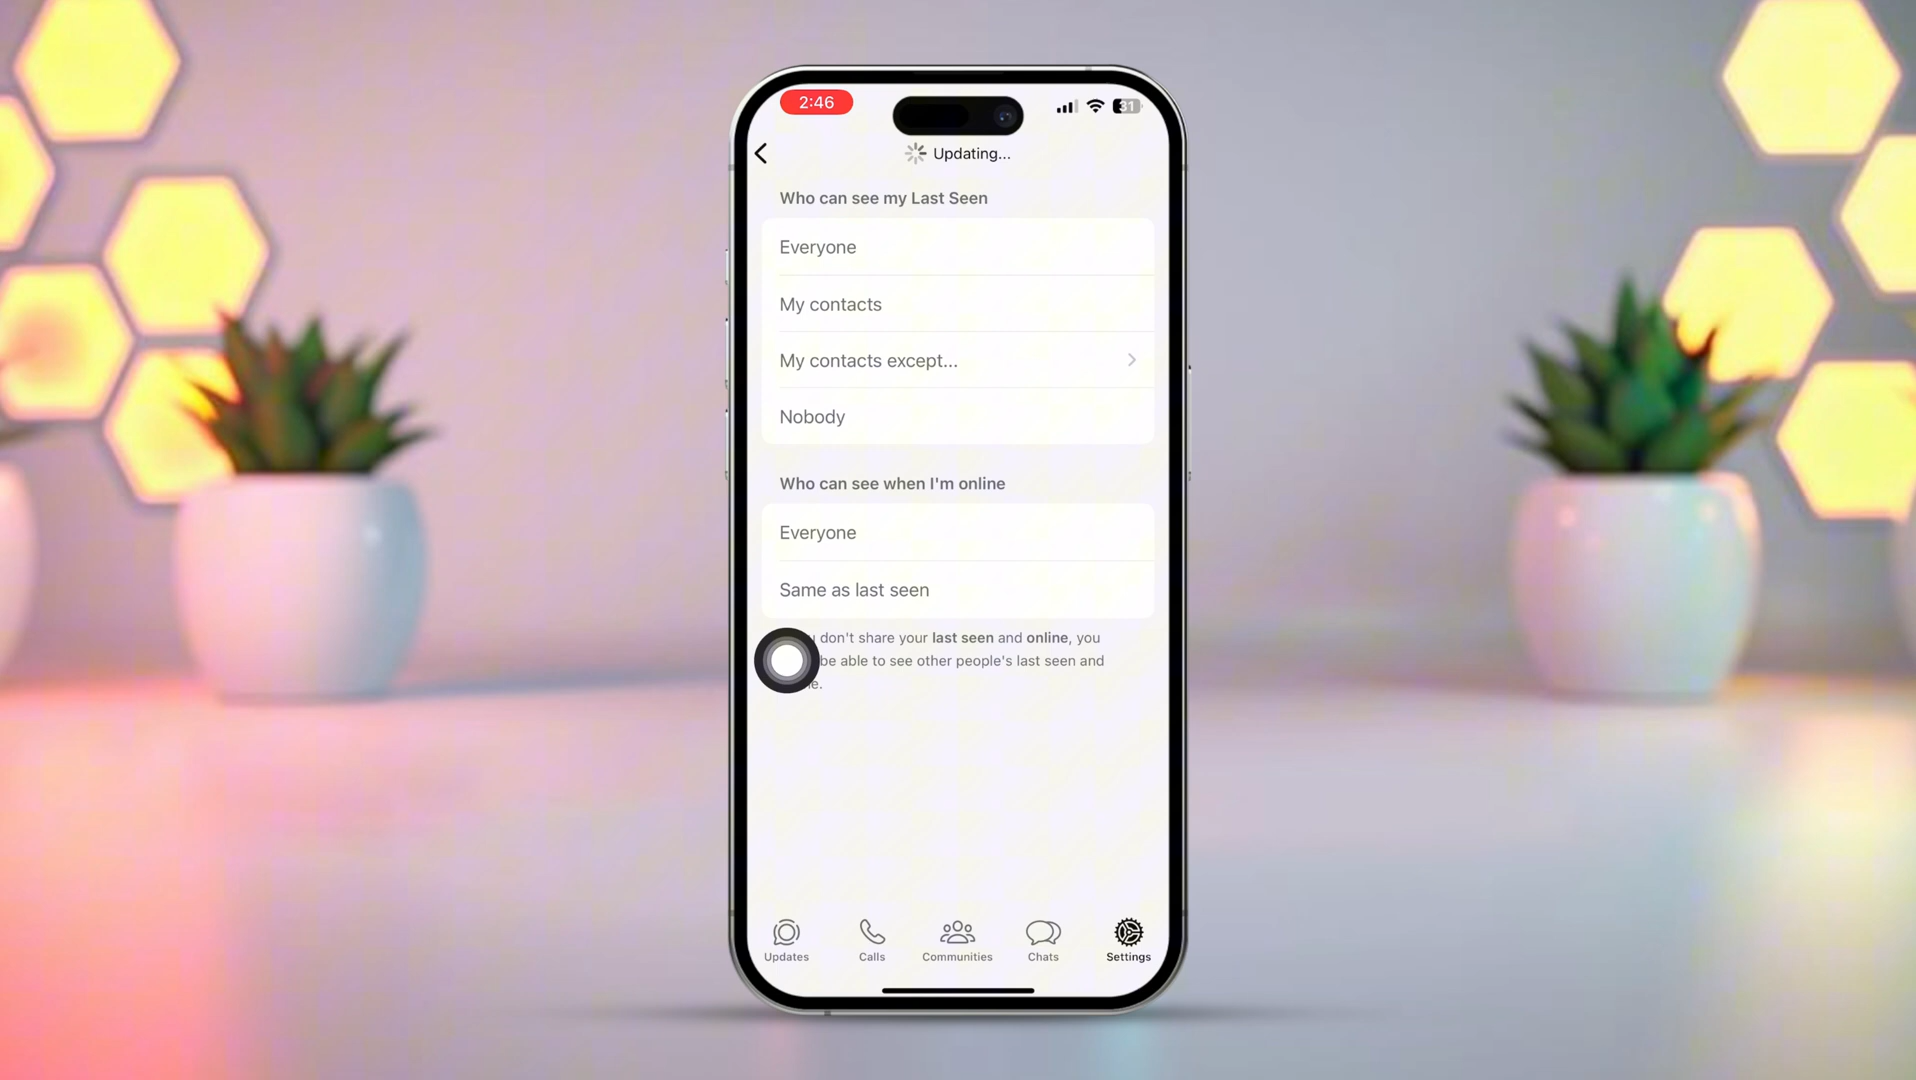 2:46
31
Updating...
Who can see my Last Seen
Everyone
My contacts
My contacts except...
Nobody
Who can see when I'm online
Everyone
Same as last seen
don't share your last seen and online, you
be able to see other people's last seen and
Updates
Calls
Communities
Chats
Settings